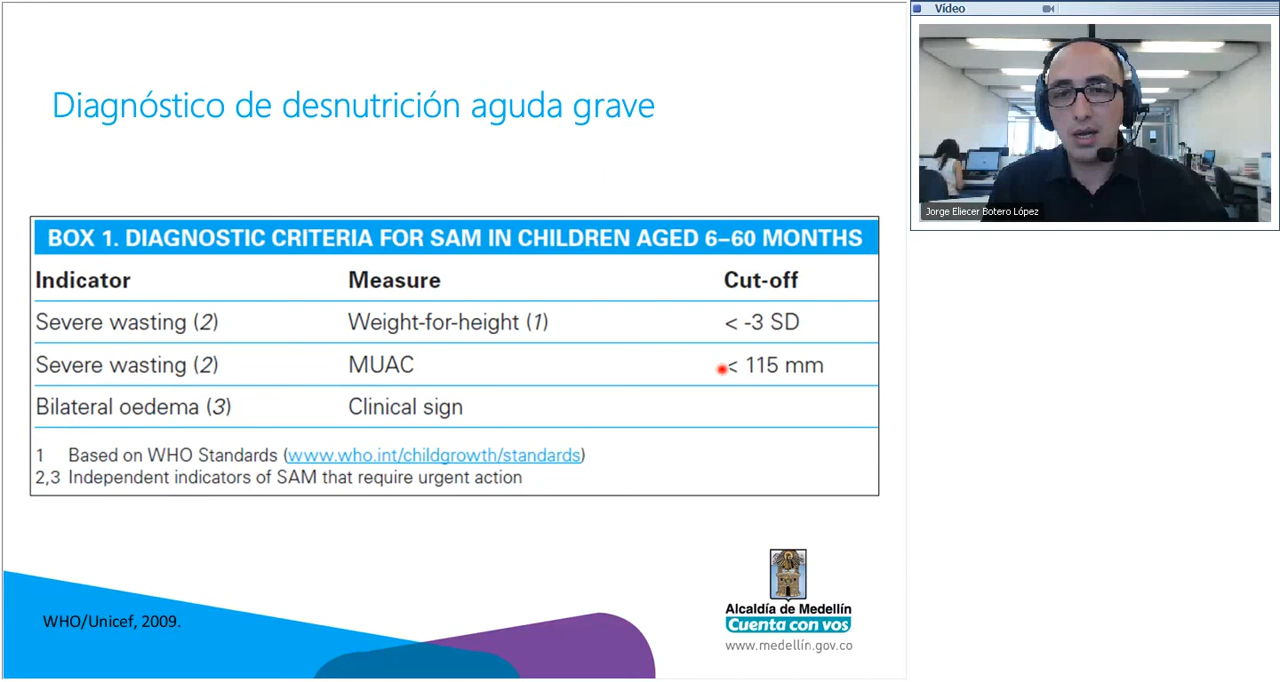 Diagnóstico de desnutrición aguda grave
BOX 1. DIAGNOSTIC CRITERIA FOR SAM IN CHILDREN AGED 6–60 MONTHS
Indicator Measure Cut-off
Severe wasting (2) Weight-for-height (1) < -3 SD
Severe wasting (2) MUAC < 115 mm
Bilateral oedema (3) Clinical sign
1 Based on WHO Standards (www.who.int/childgrowth/standards)
2,3 Independent indicators of SAM that require urgent action
WHO/Unicef, 2009.
Alcaldía de Medellín
Cuenta con vos
www.medellín.gov.co
Vídeo
Jorge Eliecer Botero López